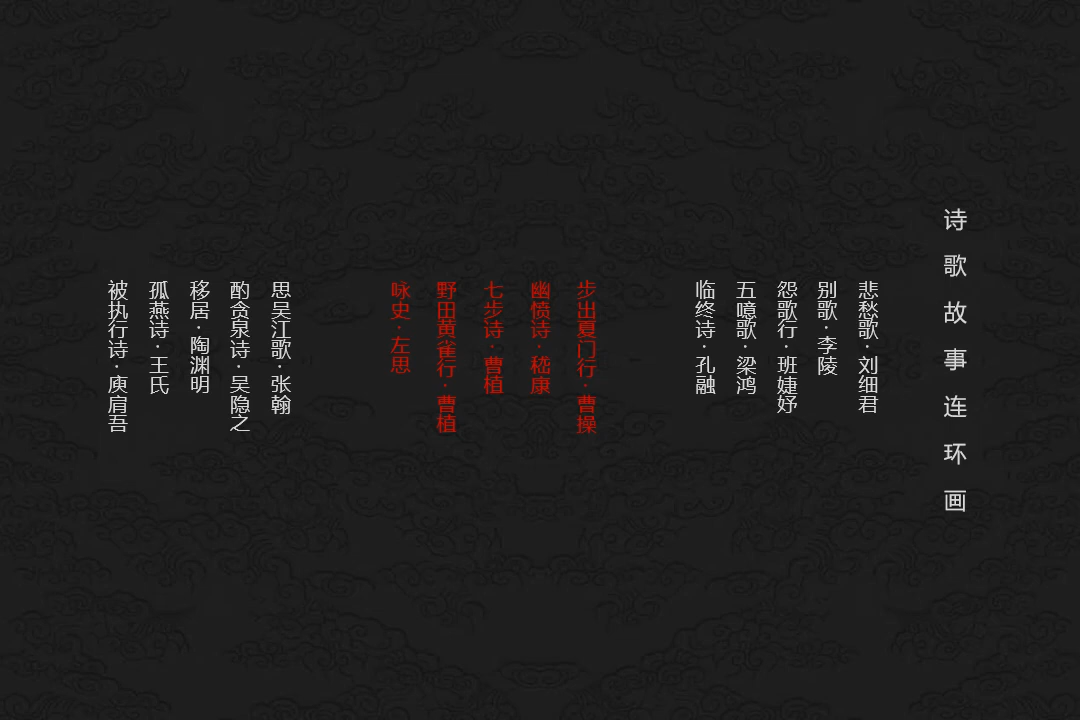 诗歌故事连环画
悲愁歌·刘细君
别歌·李陵
怨歌行·班婕妤
五噫歌·梁鸿
临终诗·孔融
步出夏门行·曹操
幽愤诗·嵇康
七步诗·曹植
野田黄雀行·曹植
咏史·左思
思吴江歌·张翰
酌贪泉诗·吴隐之
移居·陶渊明
孤燕诗·王氏
被执行诗·庾肩吾